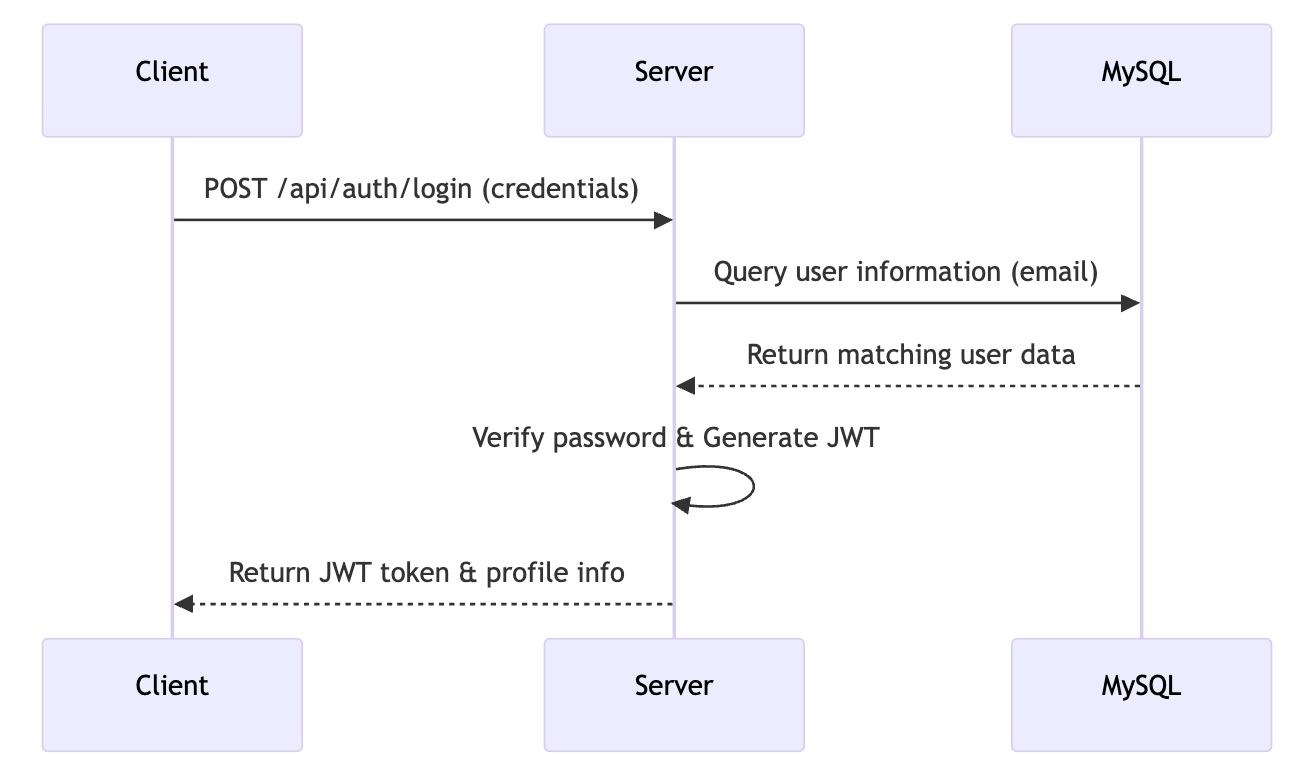 Client
Server
MySQL
POST /api/auth/login (credentials)
Query user information (email)
Return matching user data
Verify password & Generate JWT
Return JWT token & profile info
Client
Server
MySQL